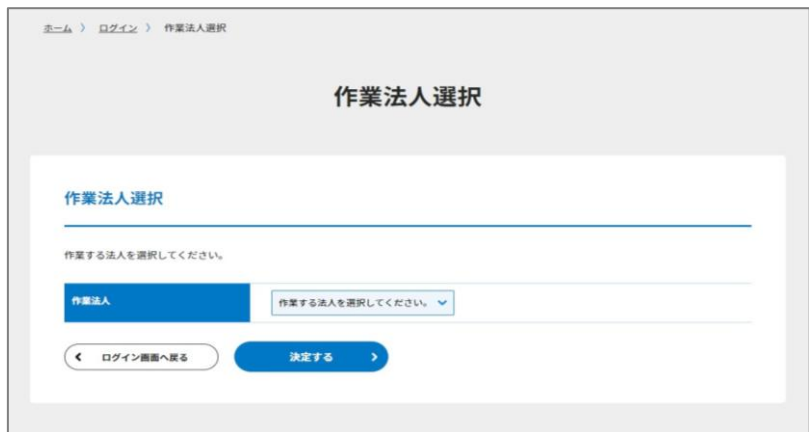 ホーム 〉 ログイン 〉 作業法人選択
作業法人選択
作業法人選択
作業する法人を選択してください。
作業法人 作業する法人を選択してください。
ログイン画面へ戻る 決定する